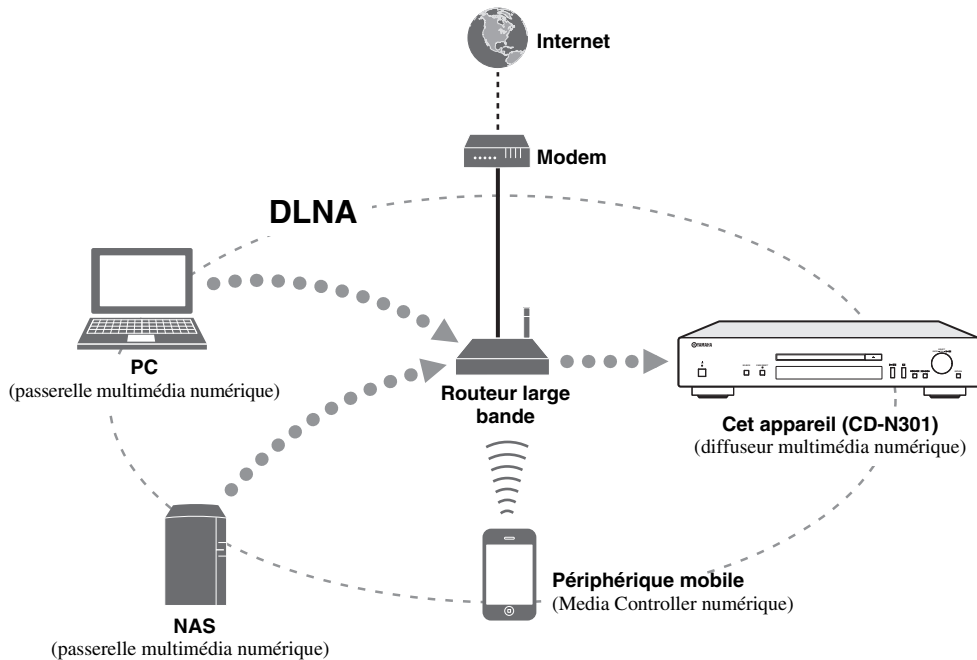 Internet
Modem
DLNA
PC
(passerelle multimédia numérique)
Routeur large
bande
YAMAHA
Cet appareil (CD-N301)
(diffuseur multimédia numérique)
Périphérique mobile
(Media Controller numérique)
NAS
(passerelle multimédia numérique)